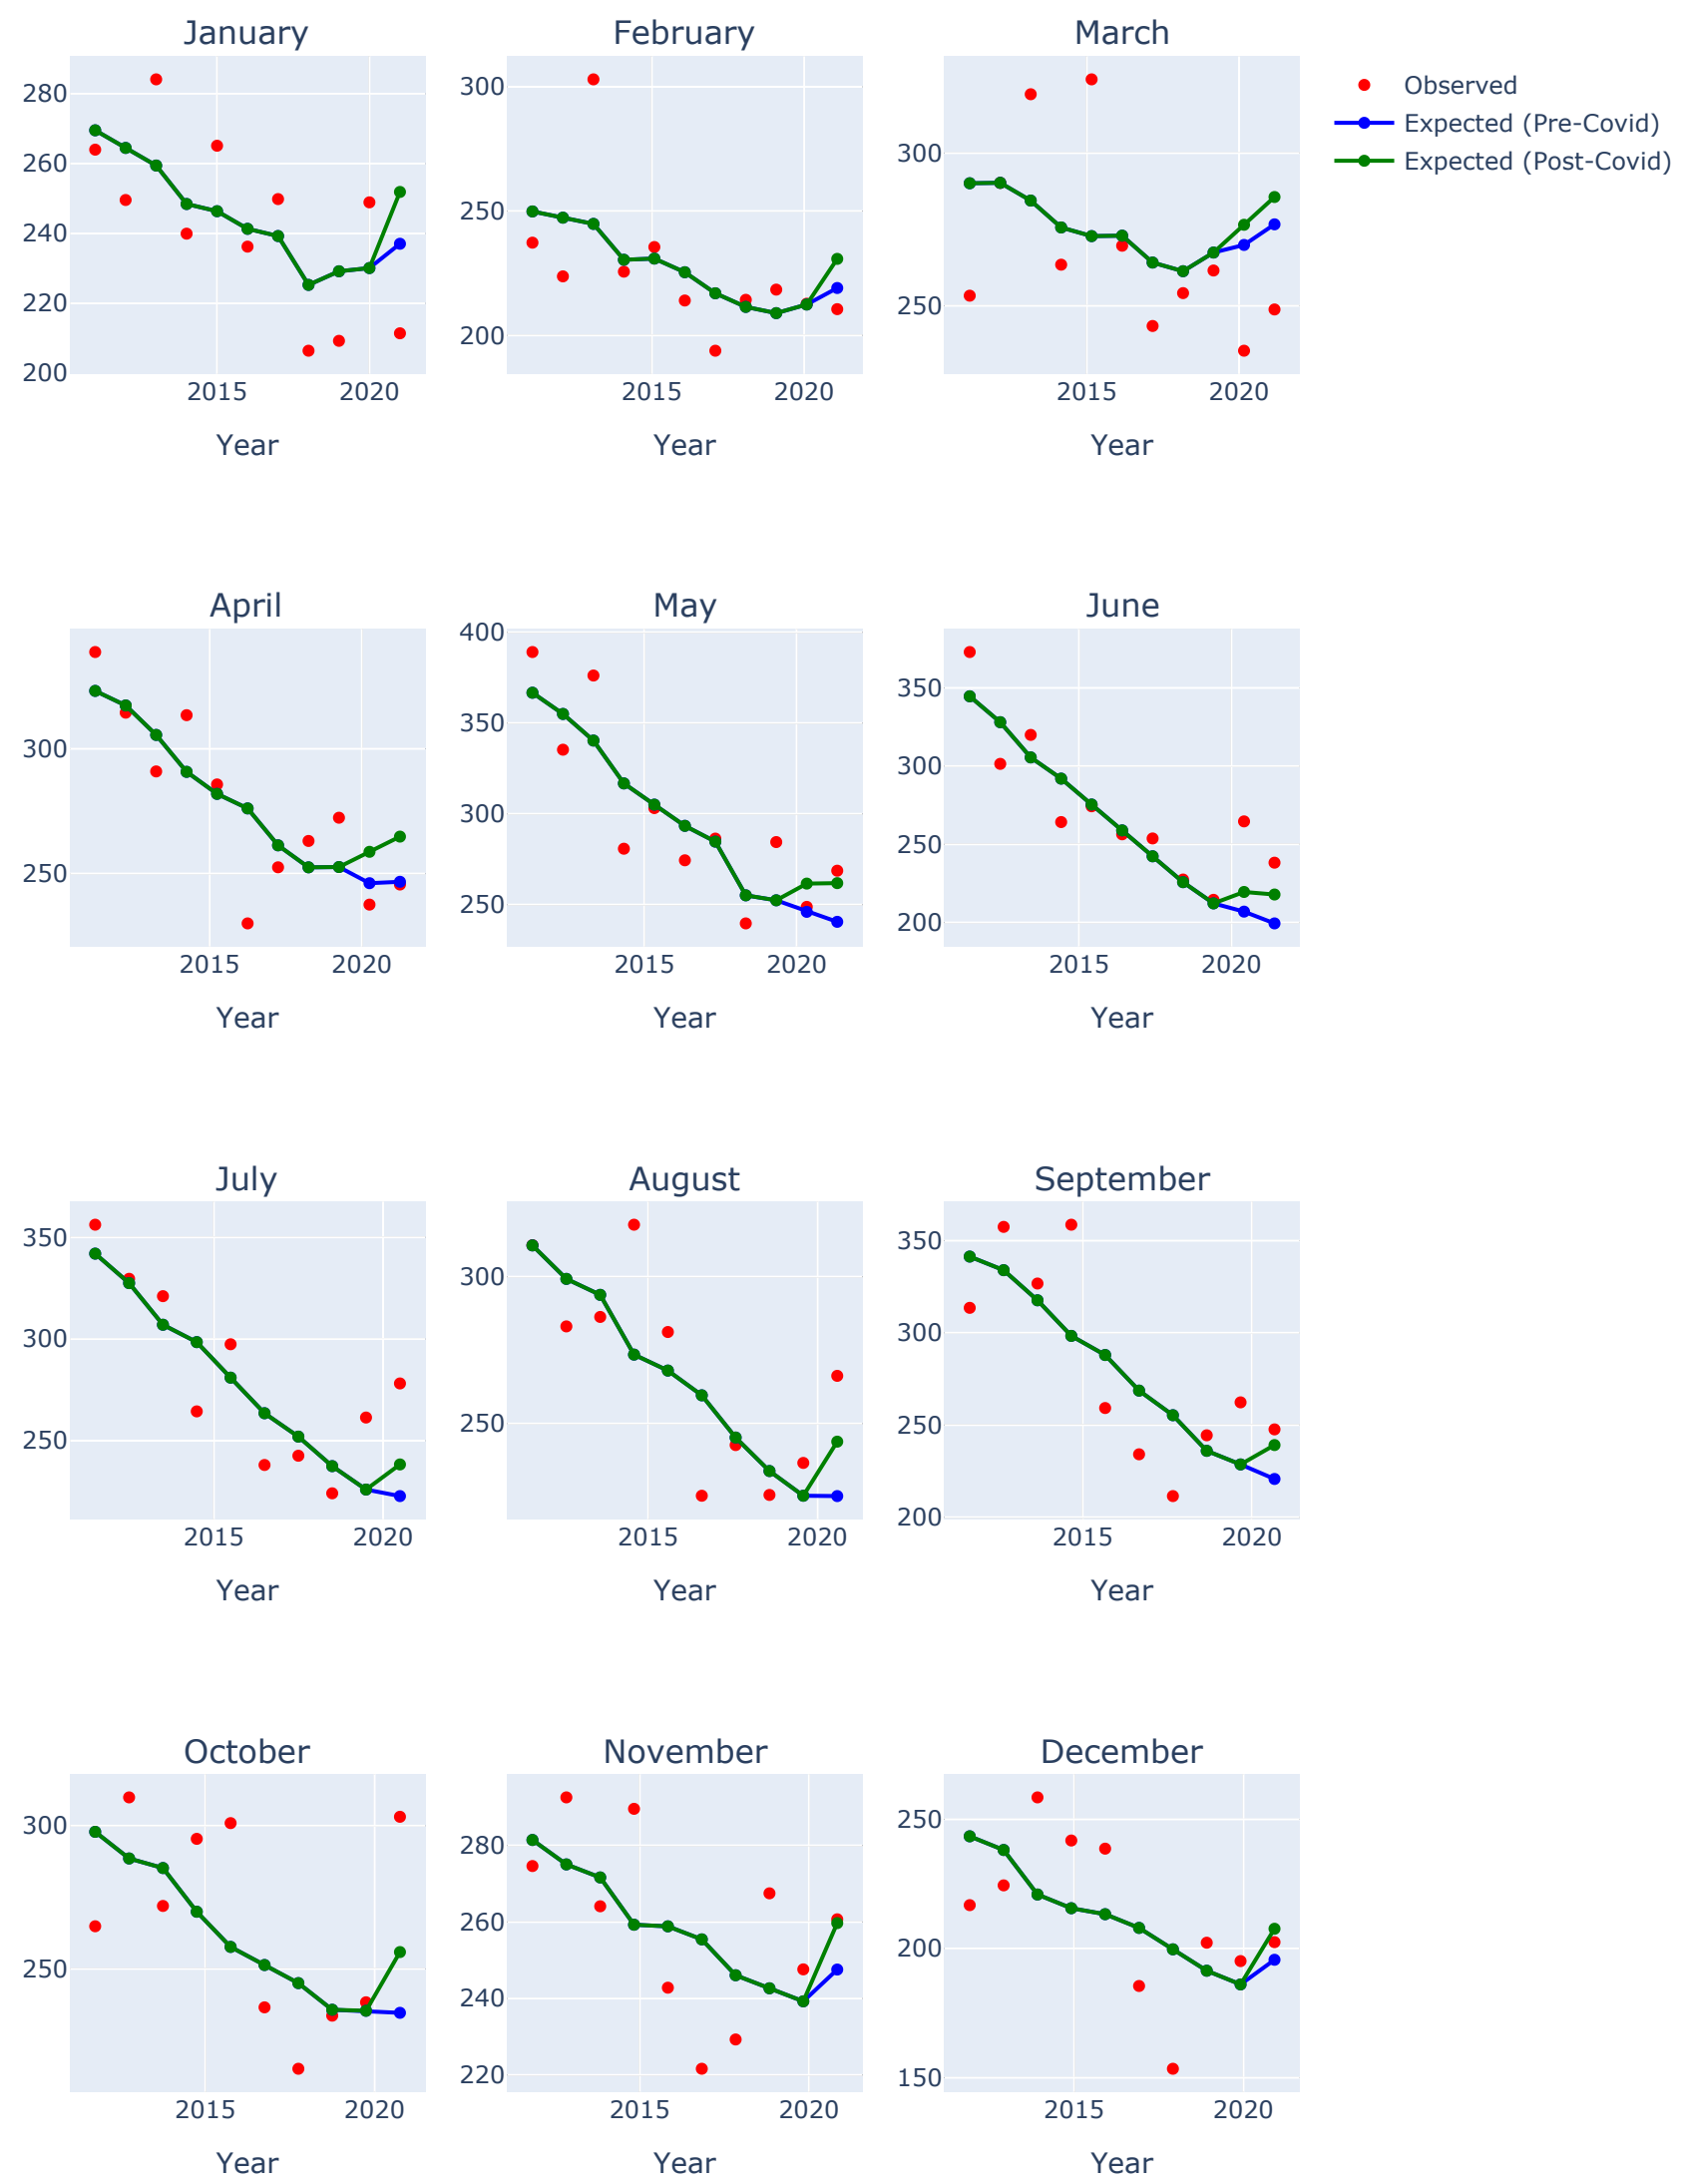 January February March
Observed
Expected (Pre-Covid)
Expected (Post-Covid)
280
260
240
220
200
2015 2020
Year
300
250
200
2015 2020
Year
300
250
2015 2020
Year
April May June
300
250
2015 2020
Year
400
350
300
250
2015 2020
Year
350
300
250
200
2015 2020
Year
July August September
350
300
250
2015 2020
Year
300
250
2015 2020
Year
350
300
250
200
2015 2020
Year
October November December
300
250
2015 2020
Year
280
260
240
220
2015 2020
Year
250
200
150
2015 2020
Year